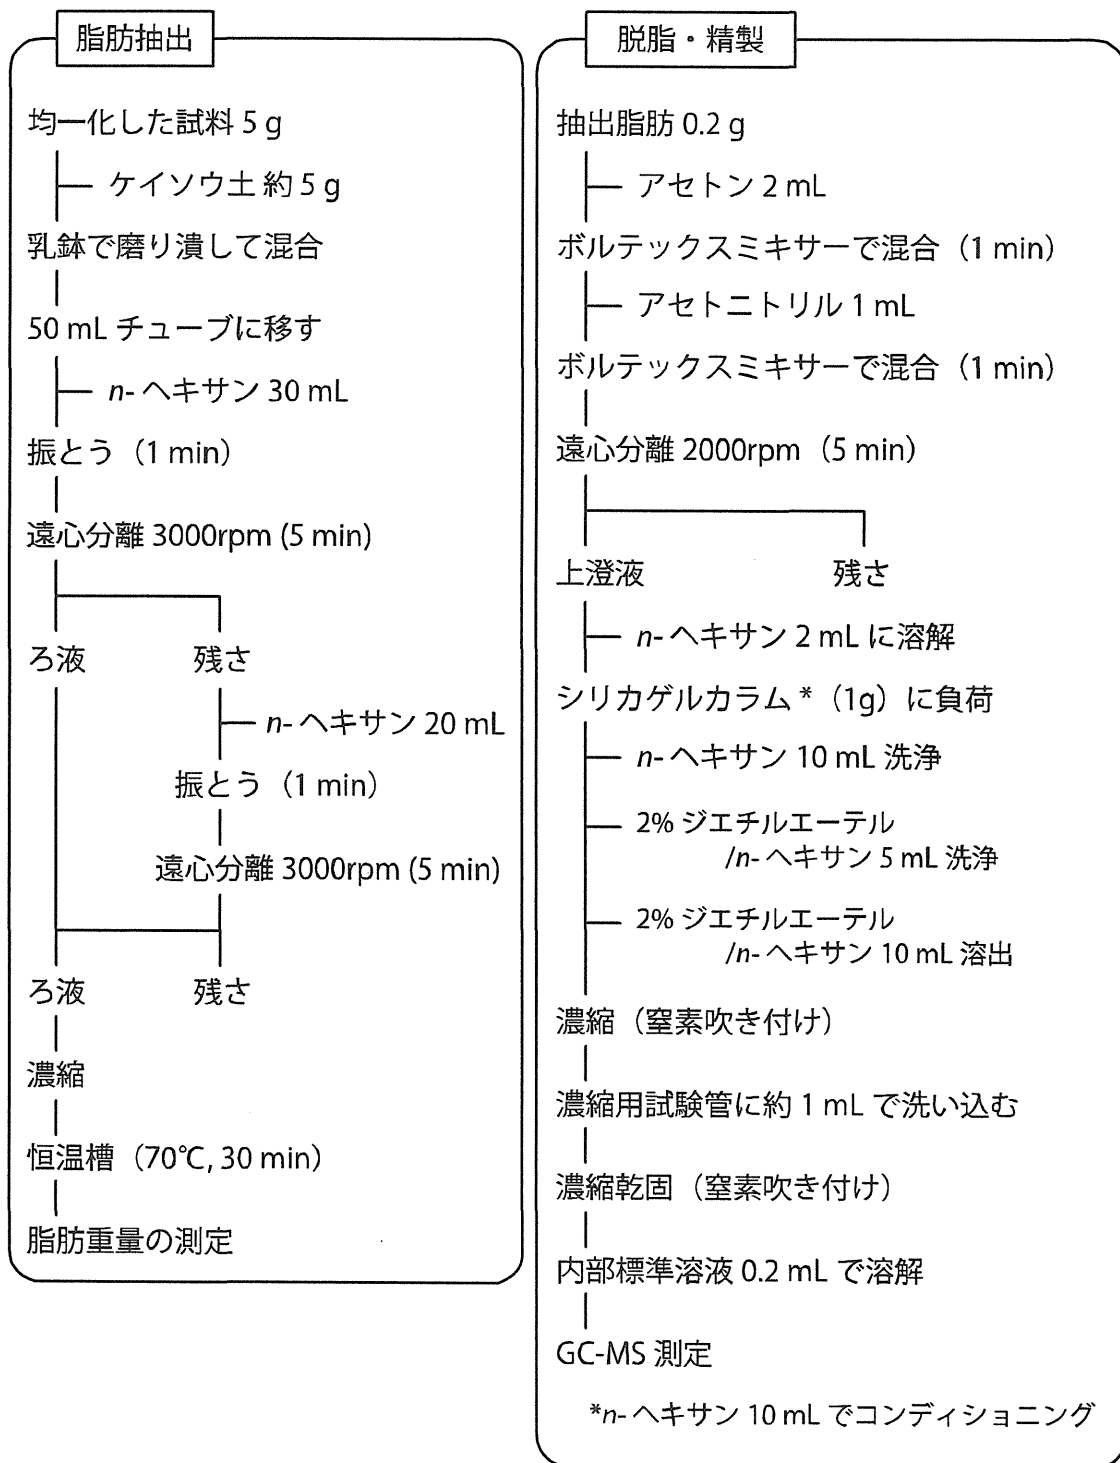 脂肪抽出
均一化した試料 5 g
ケイソウ土 約 5 g
乳鉢で磨り潰して混合
50 mL チューブに移す
n- ヘキサン 30 mL
振とう（1 min）
遠心分離 3000rpm (5 min)
ろ液 残さ
n- ヘキサン 20 mL
振とう（1 min）
遠心分離 3000rpm (5 min)
ろ液 残さ
濃縮
恒温槽（70℃, 30 min）
脂肪重量の測定
脱脂・精製
抽出脂肪 0.2 g
アセトン 2 mL
ボルテックスミキサーで混合（1 min）
アセトニトリル 1 mL
ボルテックスミキサーで混合（1 min）
遠心分離 2000rpm（5 min）
上澄液 残さ
n- ヘキサン 2 mL に溶解
シリカゲルカラム *（1g）に負荷
n- ヘキサン 10 mL 洗浄
2% ジエチルエーテル
/n- ヘキサン 5 mL 洗浄
2% ジエチルエーテル
/n- ヘキサン 10 mL 溶出
濃縮（窒素吹き付け）
濃縮用試験管に約 1 mL で洗い込む
濃縮乾固（窒素吹き付け）
内部標準溶液 0.2 mL で溶解
GC-MS 測定
*n- ヘキサン 10 mL でコンディショニング